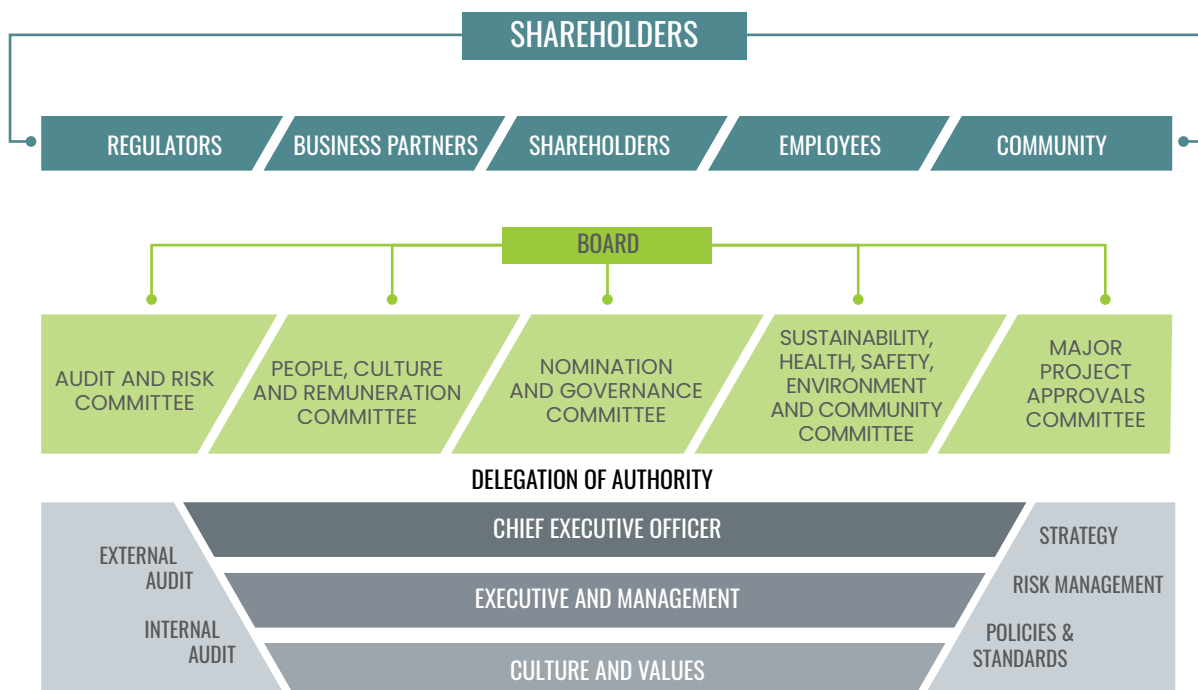 SHAREHOLDERS
REGULATORS
BUSINESS PARTNERS
SHAREHOLDERS
EMPLOYEES
COMMUNITY
BOARD
AUDIT AND RISK
COMMITTEE
PEOPLE, CULTURE
AND REMUNERATION
COMMITTEE
NOMINATION
AND GOVERNANCE
COMMITTEE
SUSTAINABILITY,
HEALTH, SAFETY,
ENVIRONMENT
AND COMMUNITY
COMMITTEE
MAJOR
PROJECT
APPROVALS
COMMITTEE
DELEGATION OF AUTHORITY
EXTERNAL
AUDIT
INTERNAL
AUDIT
CHIEF EXECUTIVE OFFICER
EXECUTIVE AND MANAGEMENT
CULTURE AND VALUES
STRATEGY
RISK MANAGEMENT
POLICIES &
STANDARDS